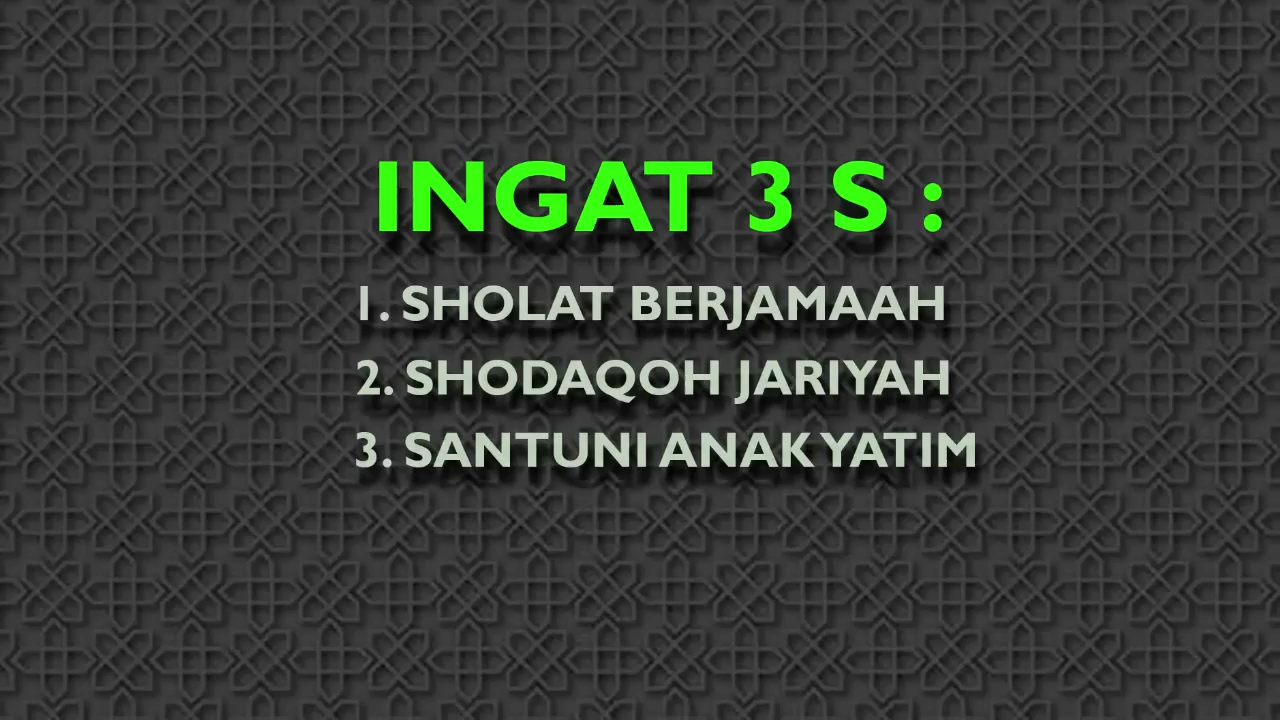 INGAT 3 S :
1. SHOLAT BERJAMAAH
2. SHODAQOH JARIYAH
3. SANTUNI ANAK YATIM